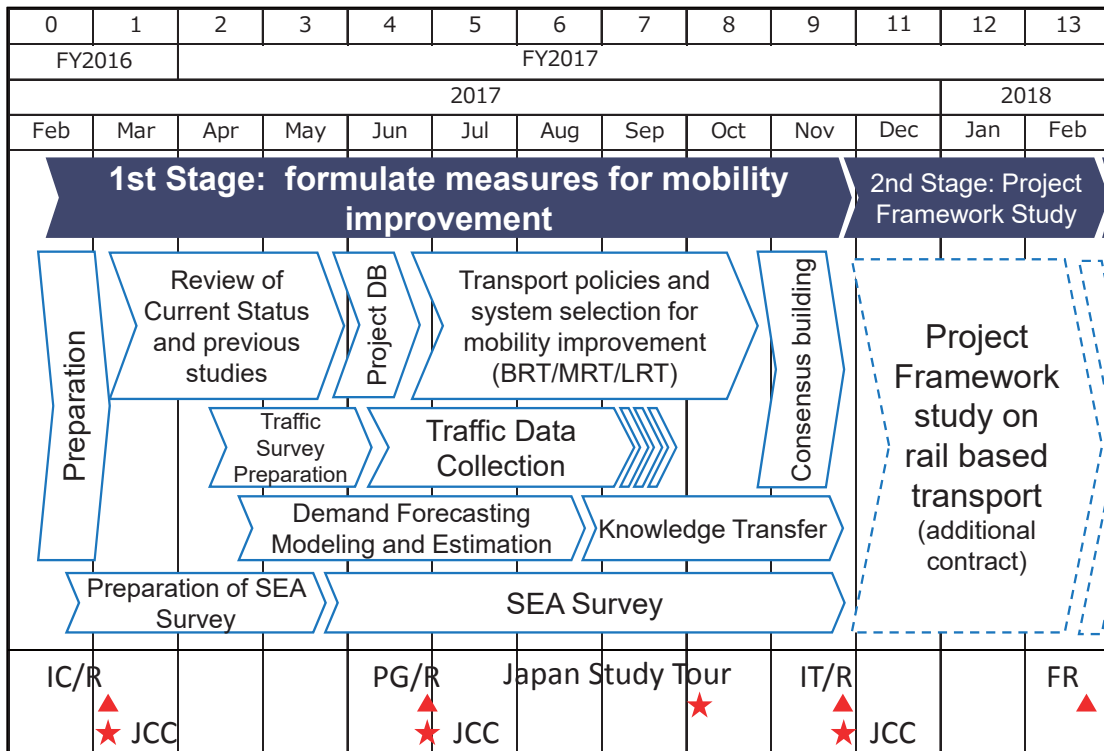 0 1 2 3 4 5 6 7 8 9 11 12 13
FY2016 FY2017
2017 2018
Feb Mar Apr May Jun Jul Aug Sep Oct Nov Dec Jan Feb
1st Stage: formulate measures for mobility
improvement
2nd Stage: Project
Framework Study
Preparation
Review of
Current Status
and previous
studies
Project DB
Transport policies and
system selection for
mobility improvement
(BRT/MRT/LRT)
Consensus building
Project
Framework
study on
rail based
transport
(additional
contract)
Traffic
Survey
Preparation
Traffic Data
Collection
Demand Forecasting
Modeling and Estimation
Knowledge Transfer
Preparation of SEA
Survey
SEA Survey
IC/R PG/R Japan Study Tour IT/R FR
JCC JCC JCC